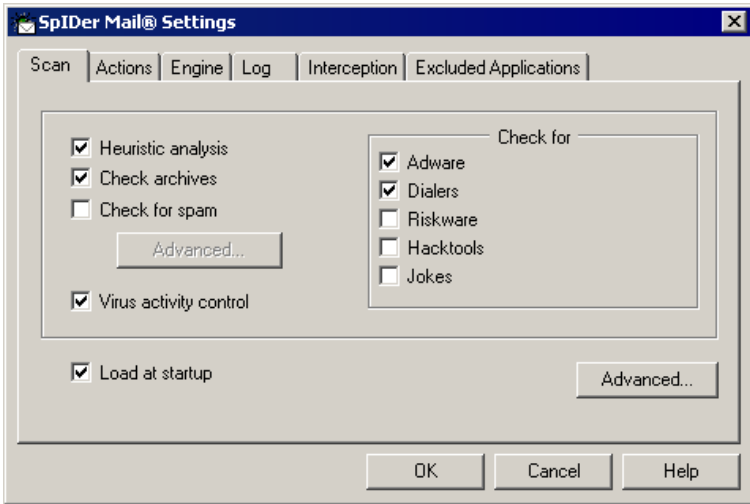 SpIDer Mail® Settings
Scan Actions Engine Log Interception Excluded Applications
Heuristic analysis
Check archives
Check for spam
Advanced...
Virus activity control
Check for
Adware
Dialers
Riskware
Hacktools
Jokes
Load at startup
Advanced...
OK Cancel Help